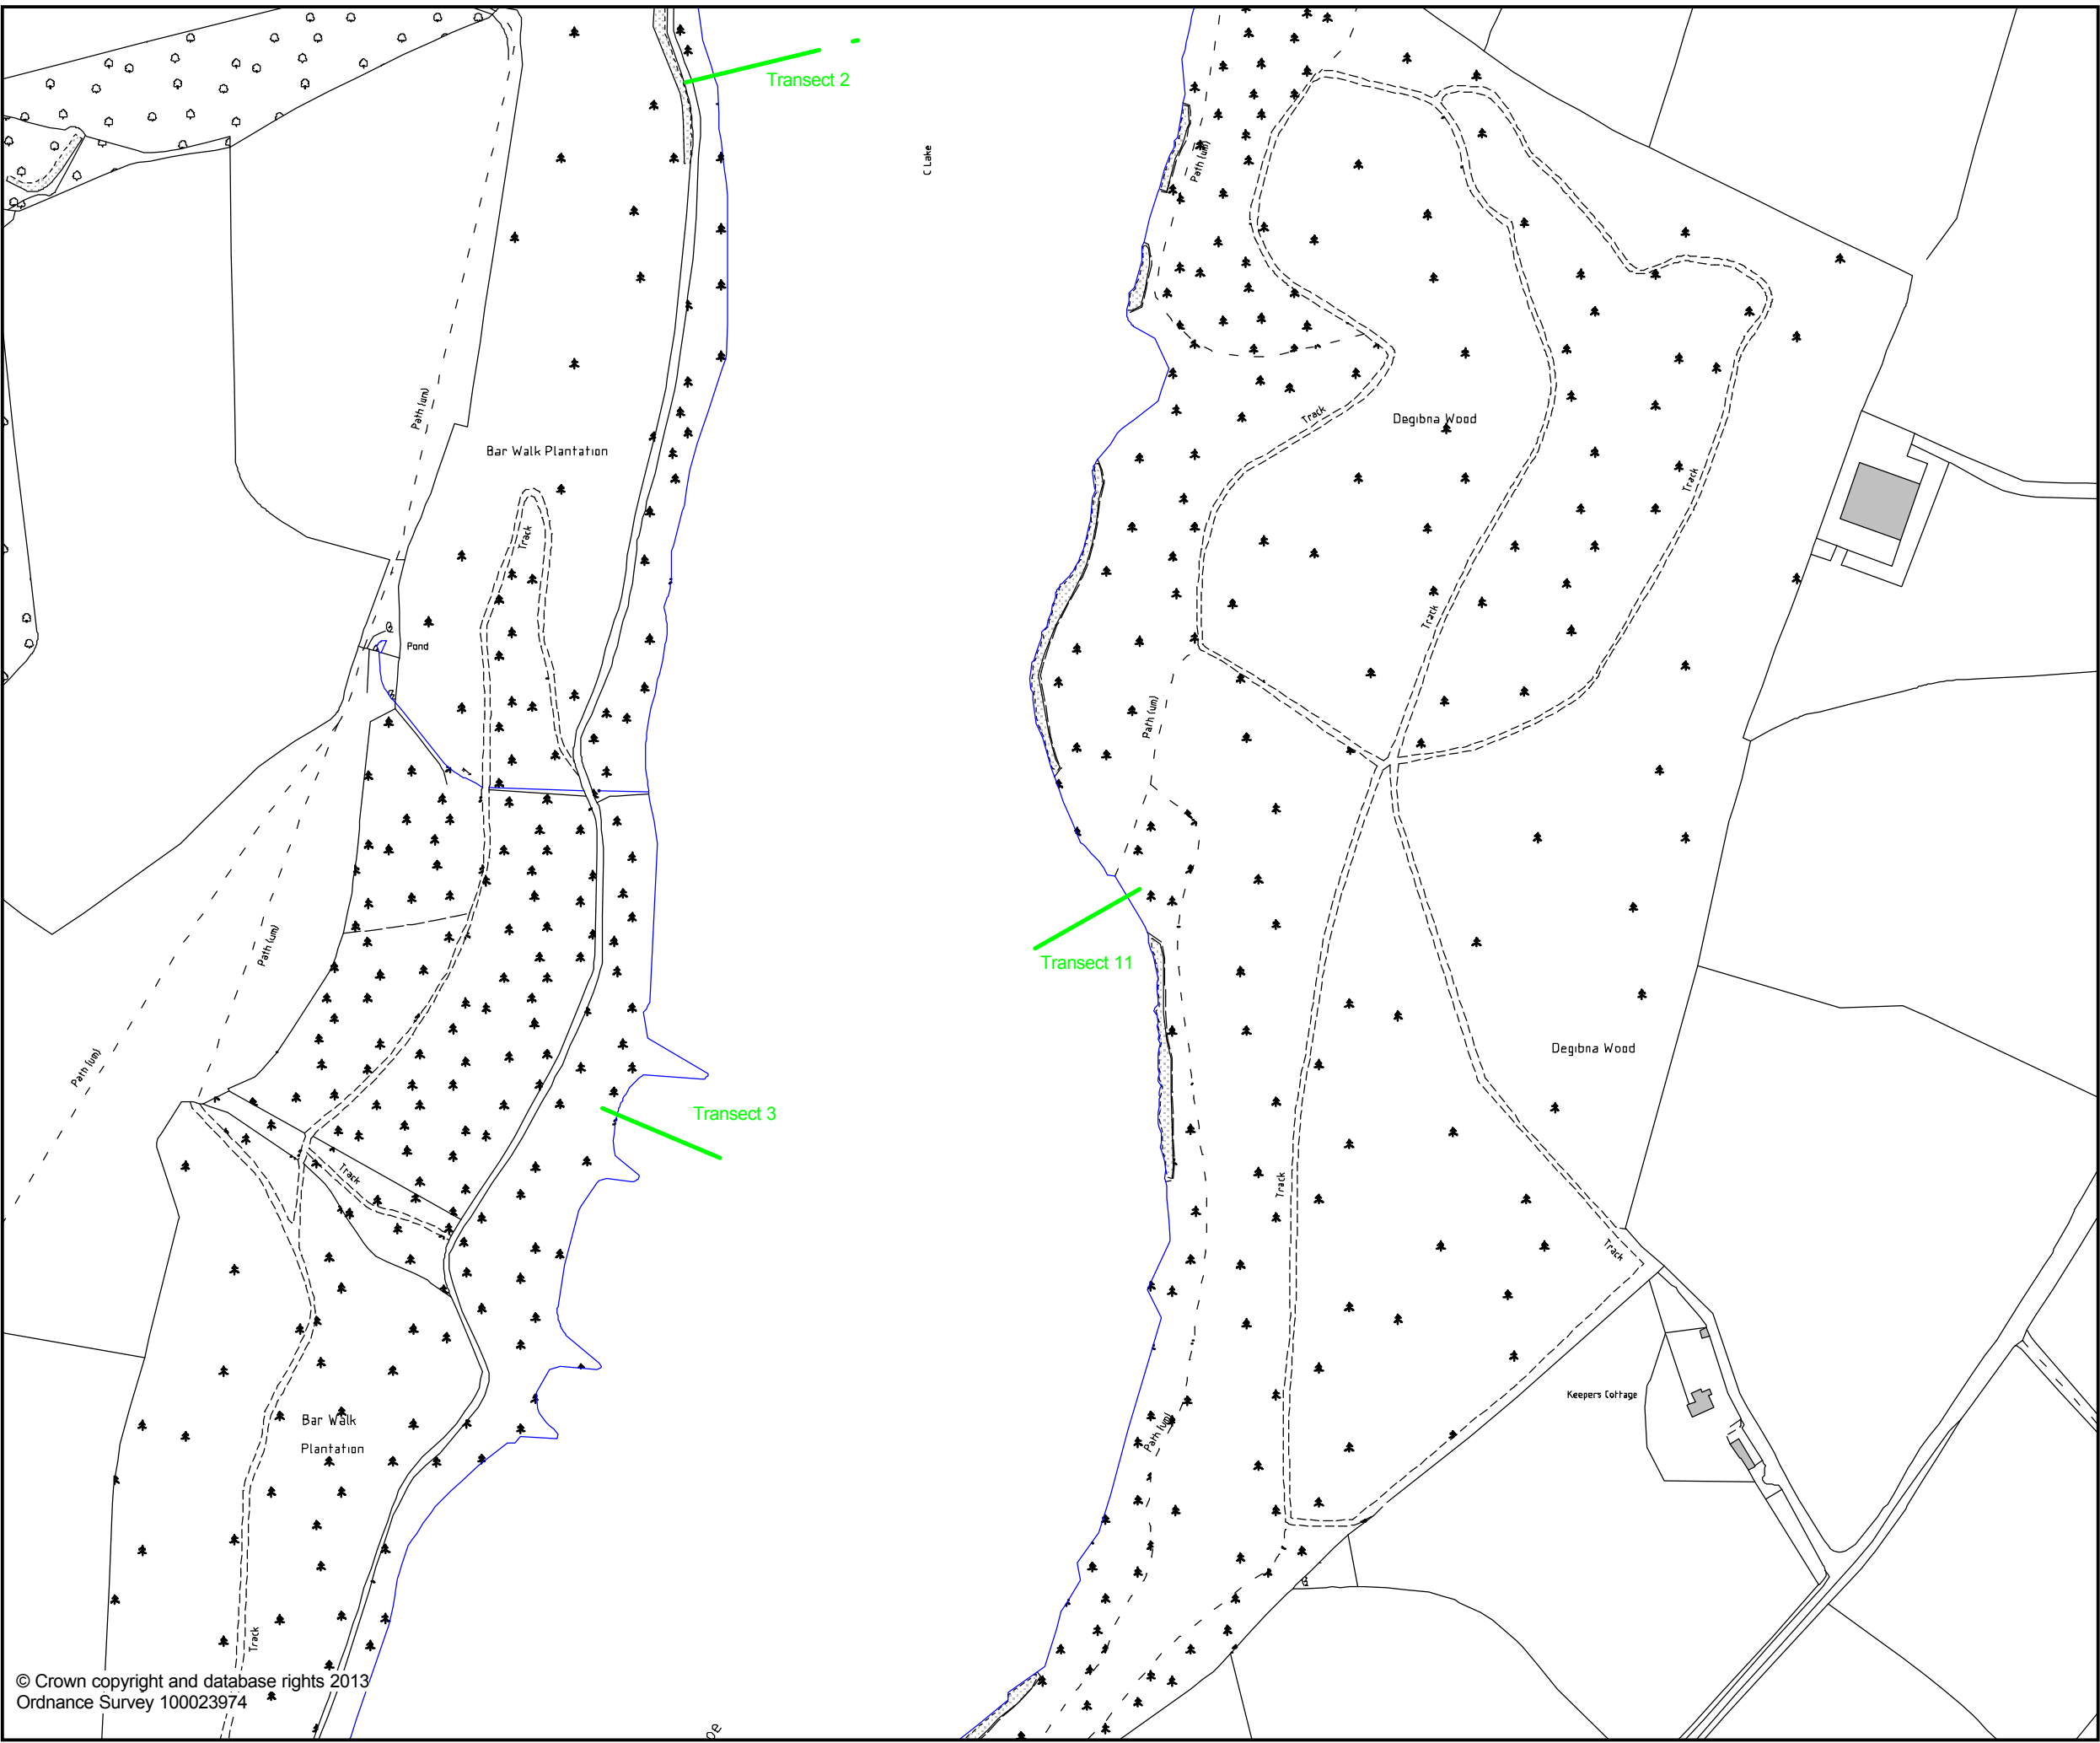 Transect 2
C Lake
Path (um)
Path (um)
Track
Degibna Wood
Bar Walk Plantation
Track
Track
Track
Pond
Path (um)
Path (um)
Transect 11
Path (um)
Degibna Wood
Transect 3
Track
Track
Track
Keepers Cottage
Bar Walk
Plantation
Path (um)
Track
© Crown copyright and database rights 2013
Ordnance Survey 100023974